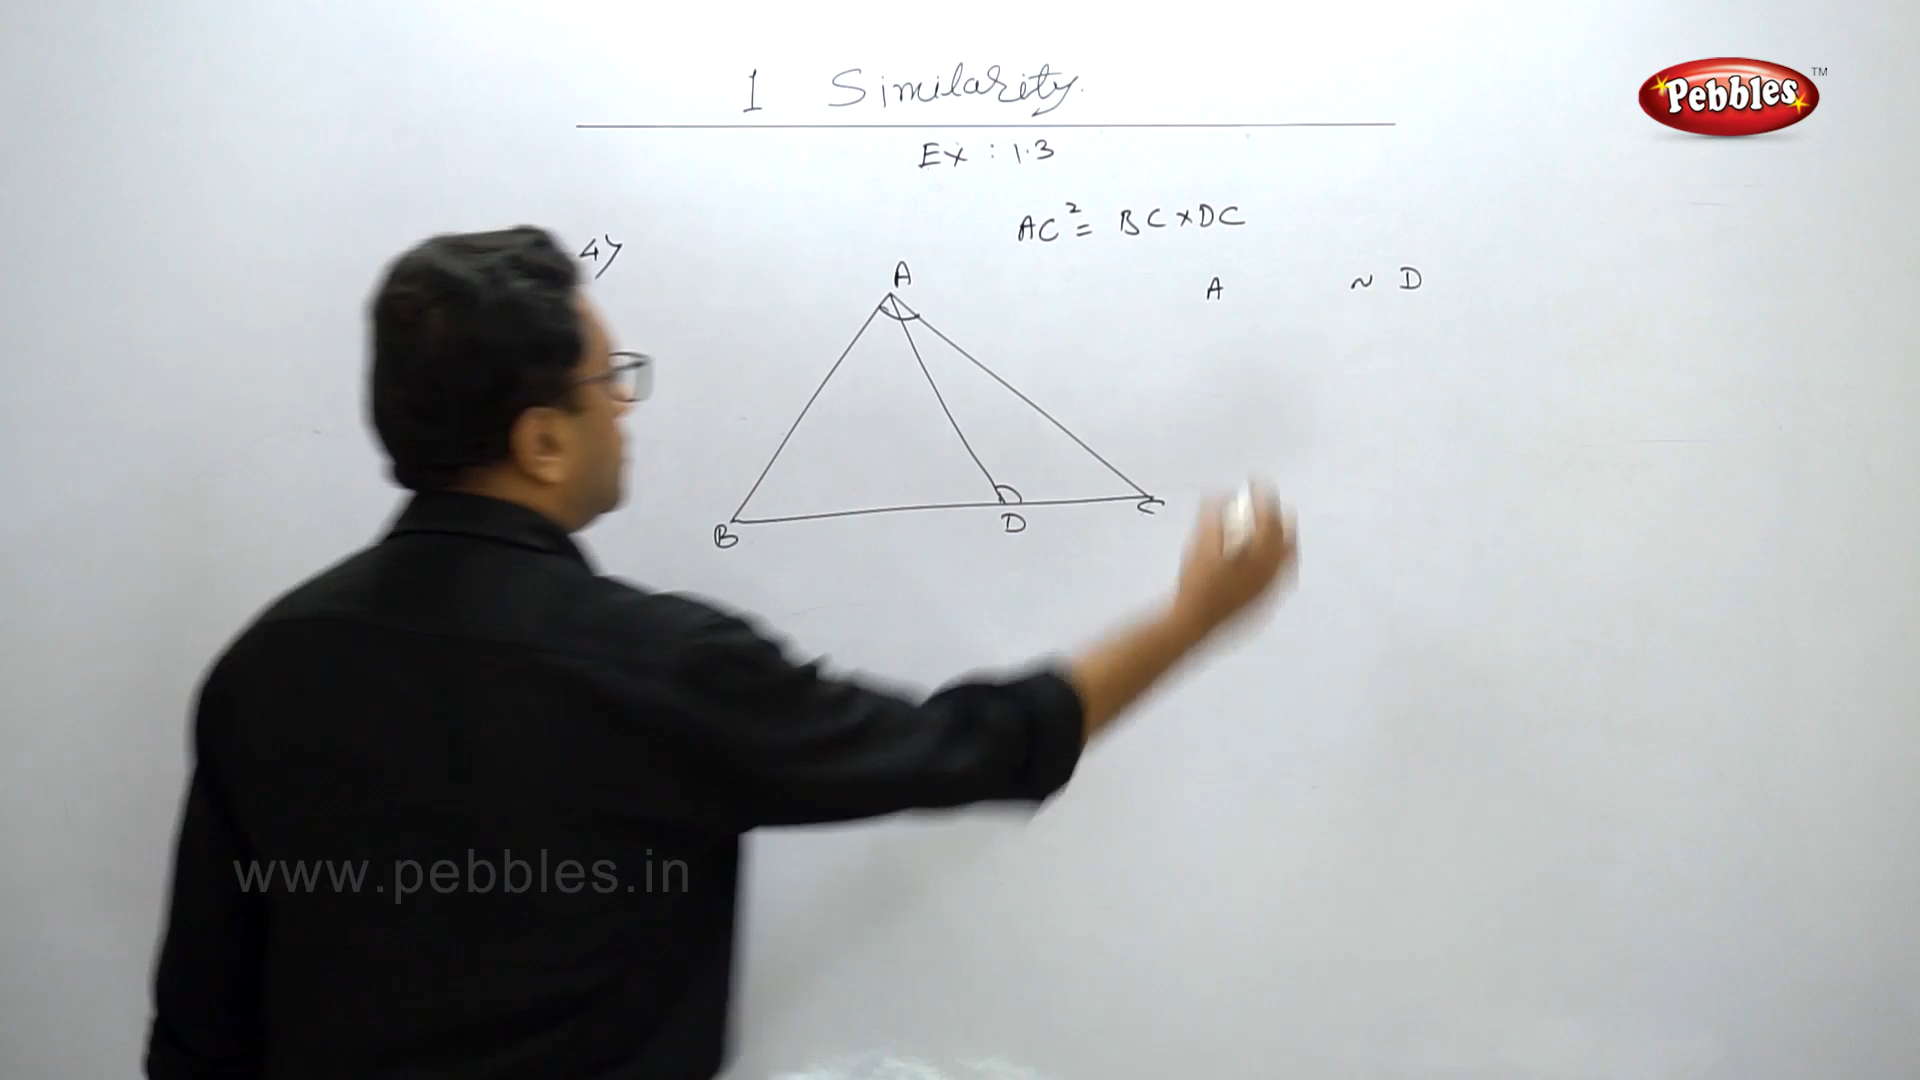 1 Similarity.
Pebbles TM
Ex : 1.3
AC² = BC × DC
4)
A
A ~ D
B
D
C
www.pebbles.in